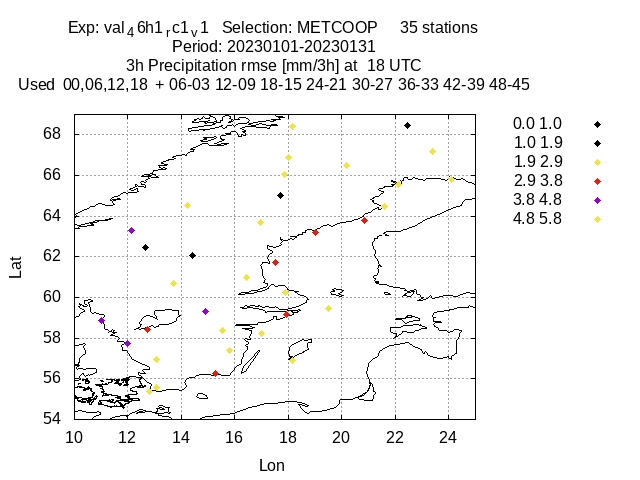 Exp: val₄6h1ᵣc1ᵥ1 Selection: METCOOP 35 stations
Period: 20230101-20230131
3h Precipitation rmse [mm/3h] at 18 UTC
Used 00,06,12,18 + 06-03 12-09 18-15 24-21 30-27 36-33 42-39 48-45
0.0 1.0
1.0 1.9
1.9 2.9
2.9 3.8
3.8 4.8
4.8 5.8
68
66
64
62
60
58
56
54
Lat
10 12 14 16 18 20 22 24
Lon